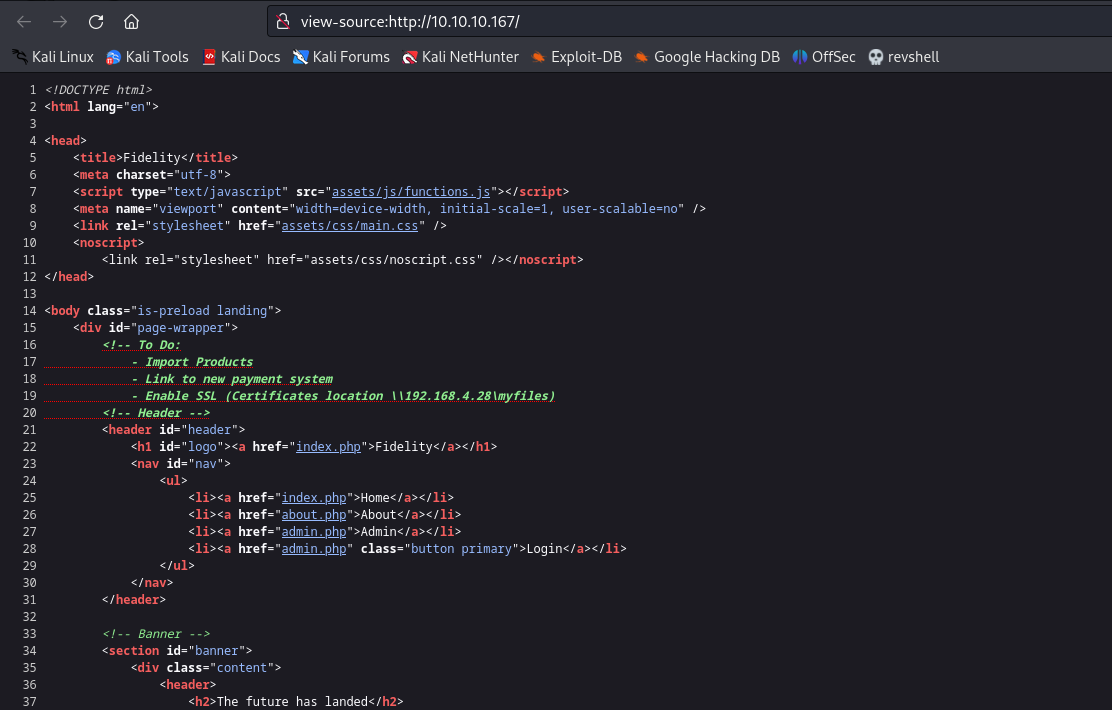 view-source:http://10.10.10.167/
Kali Linux Kali Tools Kali Docs Kali Forums Kali NetHunter Exploit-DB Google Hacking DB OffSec revshell
1 <!DOCTYPE html>
2 <html lang="en">
3
4 <head>
5 <title>Fidelity</title>
6 <meta charset="utf-8">
7 <script type="text/javascript" src="assets/js/functions.js"></script>
8 <meta name="viewport" content="width=device-width, initial-scale=1, user-scalable=no" />
9 <link rel="stylesheet" href="assets/css/main.css" />
10 <noscript>
11 <link rel="stylesheet" href="assets/css/noscript.css" /></noscript>
12 </head>
13
14 <body class="is-preload landing">
15 <div id="page-wrapper">
16 <!-- To Do:
17 - Import Products
18 - Link to new payment system
19 - Enable SSL (Certificates location \\192.168.4.28\myfiles)
20 <!-- Header -->
21 <header id="header">
22 <h1 id="logo"><a href="index.php">Fidelity</a></h1>
23 <nav id="nav">
24 <ul>
25 <li><a href="index.php">Home</a></li>
26 <li><a href="about.php">About</a></li>
27 <li><a href="admin.php">Admin</a></li>
28 <li><a href="admin.php" class="button primary">Login</a></li>
29 </ul>
30 </nav>
31 </header>
32
33 <!-- Banner -->
34 <section id="banner">
35 <div class="content">
36 <header>
37 <h2>The future has landed</h2>